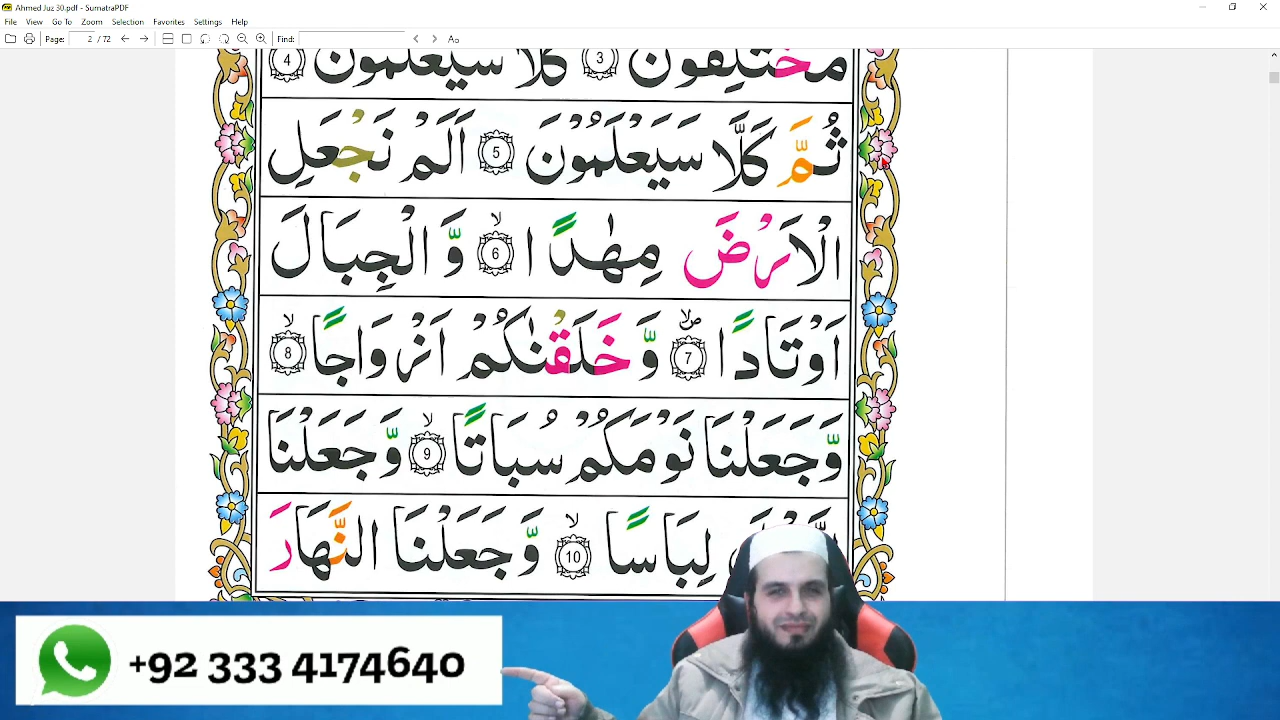 Ahmed Juz 30.pdf - SumatraPDF
File View Go To Zoom Selection Favorites Settings Help
Page: 2 / 72 Find: Aa
مُخْتَلِفُوْنَ 3 كَلَّا سَيَعْلَمُوْنَ 4
ثُمَّ كَلَّا سَيَعْلَمُوْنَ 5 اَلَمْ نَجْعَلِ
الْاَرْضَ مِهٰدًا 6 وَّ الْجِبَالَ
اَوْتَادًا 7 وَّ خَلَقْنٰكُمْ اَزْوَاجًا 8
وَّجَعَلْنَا نَوْمَكُمْ سُبَاتًا 9 وَّجَعَلْنَا
لِبَاسًا 10 وَّجَعَلْنَا النَّهَارَ
+92 333 4174640